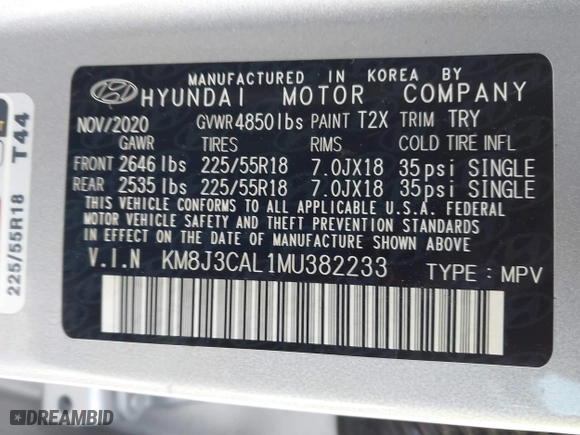 MANUFACTURED IN KOREA BY
HYUNDAI MOTOR COMPANY
NOV/2020 GVWR 4850lbs PAINT T2X TRIM TRY
GAWR TIRES RIMS COLD TIRE INFL
FRONT 2646 lbs 225/55R18 7.0JX18 35psi SINGLE
REAR 2535 lbs 225/55R18 7.0JX18 35psi SINGLE
THIS VEHICLE CONFORMS TO ALL APPLICABLE U.S.A. FEDERAL
MOTOR VEHICLE SAFETY AND THEFT PREVENTION STANDARDS
IN EFFECT ON THE DATE OF MANUFACTURE SHOWN ABOVE.
V.I.N KM8J3CAL1MU382233 TYPE : MPV
225/55R18 T44
DREAMBID